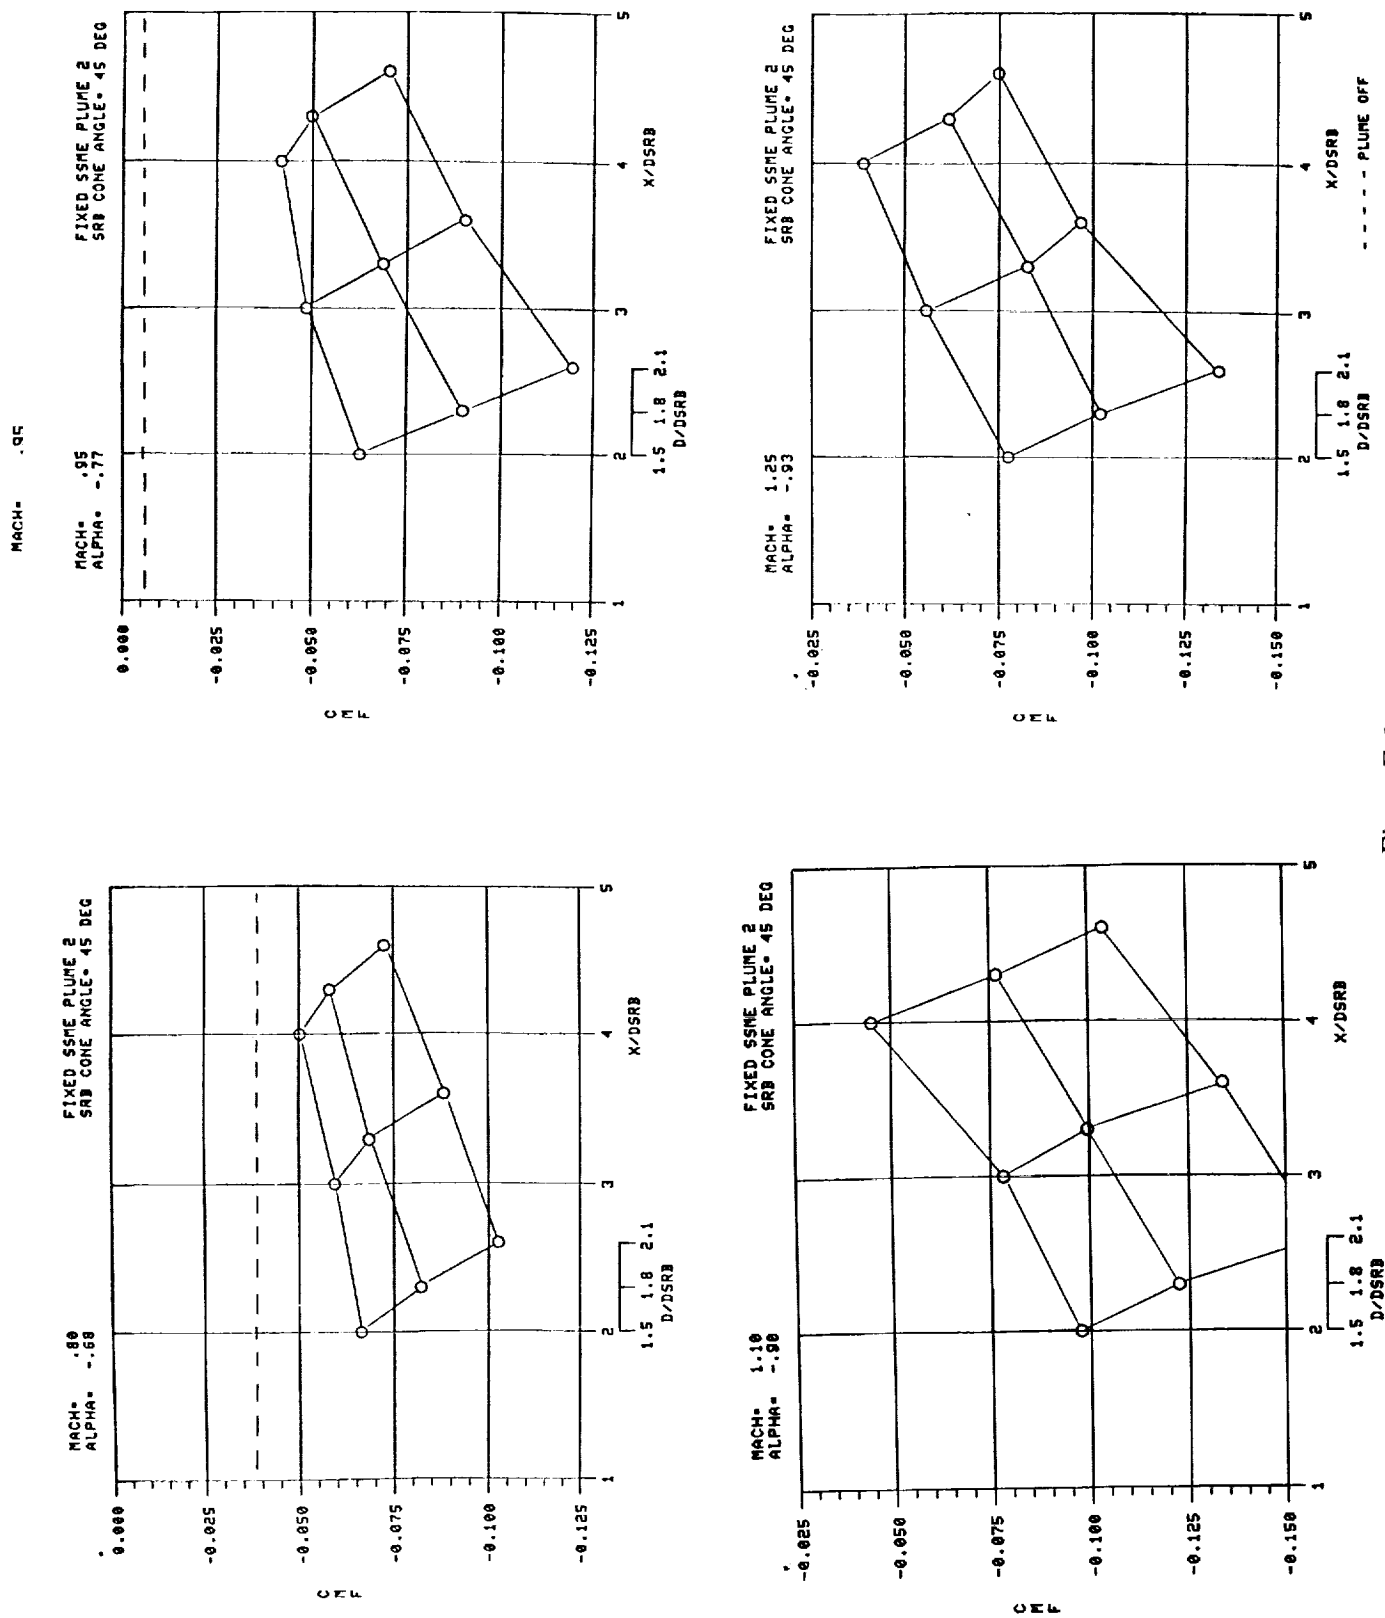 MACH= .95
MACH= .80
ALPHA= -.68
FIXED SSME PLUME 2
SRB CONE ANGLE= 45 DEG
0.000
-0.025
-0.050
-0.075
-0.100
-0.125
C
M
F
1
2
3
4
5
X/DSRB
1.5 1.8 2.1
D/DSRB
MACH= .95
ALPHA= -.77
FIXED SSME PLUME 2
SRB CONE ANGLE= 45 DEG
0.000
-0.025
-0.050
-0.075
-0.100
-0.125
C
M
F
1
2
3
4
5
X/DSRB
1.5 1.8 2.1
D/DSRB
MACH= 1.10
ALPHA= -.90
FIXED SSME PLUME 2
SRB CONE ANGLE= 45 DEG
-0.025
-0.050
-0.075
-0.100
-0.125
-0.150
C
M
F
1
2
3
4
5
X/DSRB
1.5 1.8 2.1
D/DSRB
MACH= 1.25
ALPHA= -.93
FIXED SSME PLUME 2
SRB CONE ANGLE= 45 DEG
-0.025
-0.050
-0.075
-0.100
-0.125
-0.150
C
M
F
1
2
3
4
5
X/DSRB
1.5 1.8 2.1
D/DSRB
- - - - - PLUME OFF